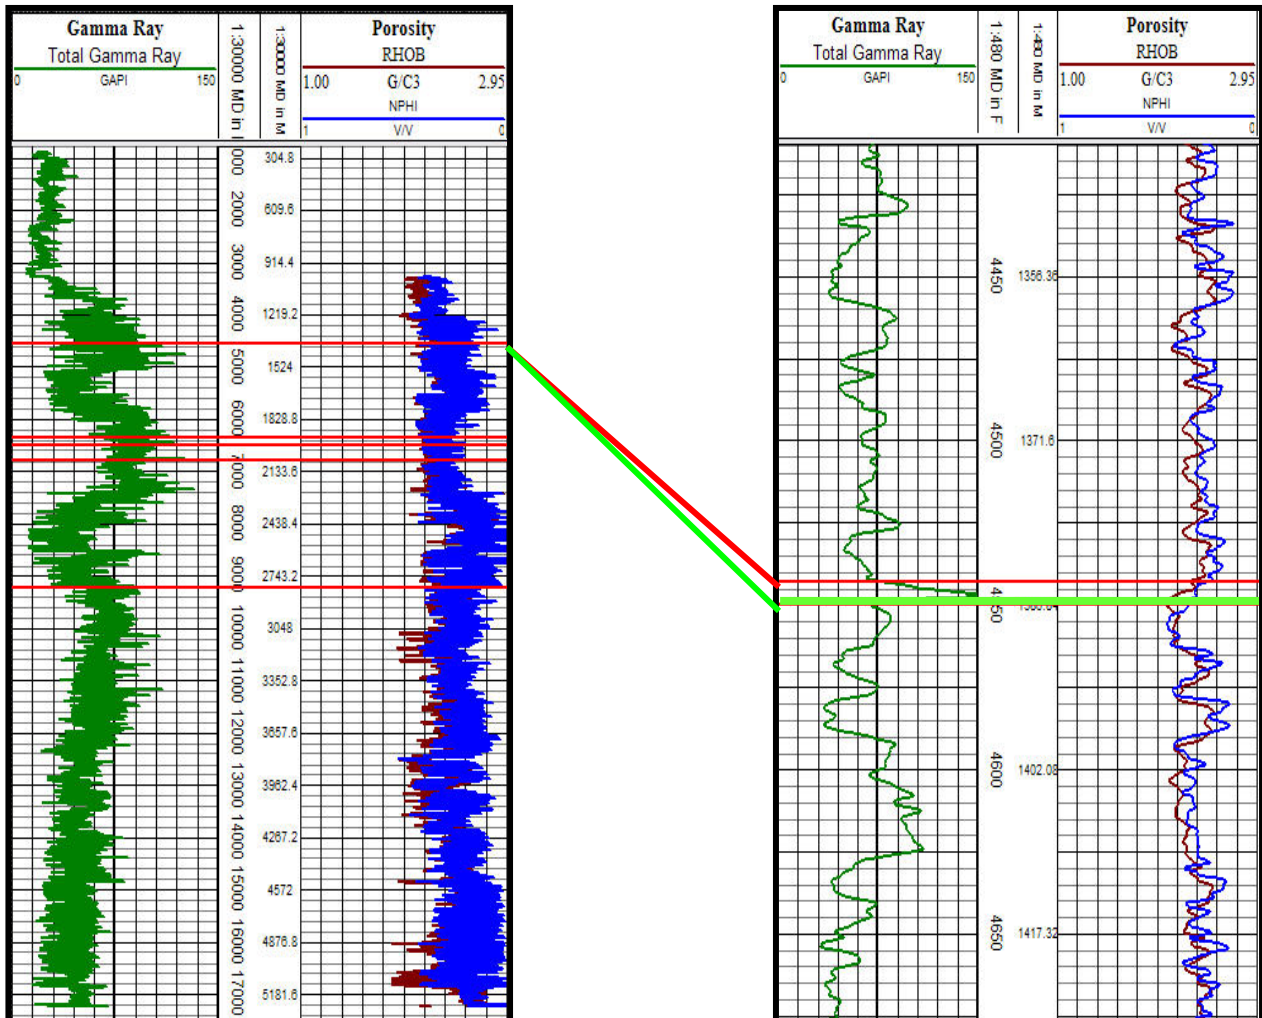 Gamma Ray
Total Gamma Ray
0 GAPI 150
1:30000 MD in
1:30000 MD in M
Porosity
RHOB
1.00 G/C3 2.95
NPHI
1 V/V 0
000
2000
3000
4000
5000
6000
7000
8000
9000
10000
11000
12000
13000
14000
15000
16000
17000
304.8
609.6
914.4
1219.2
1524
1828.8
2133.6
2438.4
2743.2
3048
3352.8
3657.6
3962.4
4267.2
4572
4876.8
5181.6
Gamma Ray
Total Gamma Ray
0 GAPI 150
1:480 MD in F
1:480 MD in M
Porosity
RHOB
1.00 G/C3 2.95
NPHI
1 V/V 0
4450
4500
4600
4650
1356.36
1371.6
1402.08
1417.32